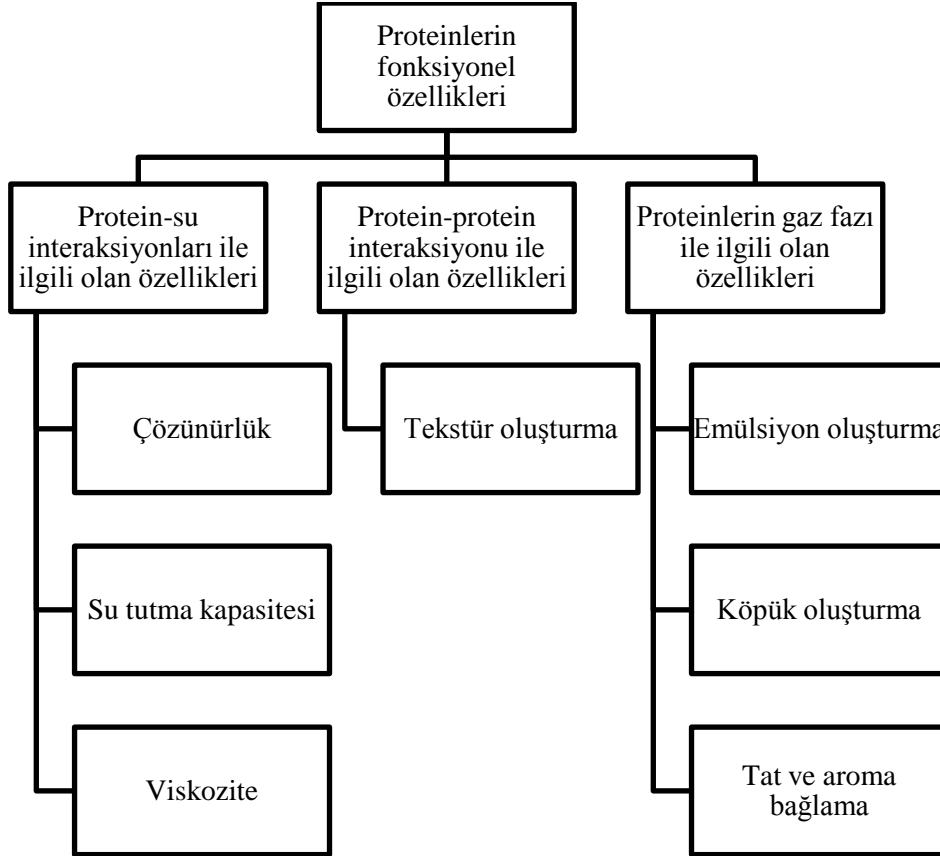 Proteinlerin
fonksiyonel
özellikleri
Protein-su
interaksiyonları ile
ilgili olan özellikleri
Protein-protein
interaksiyonu ile
ilgili olan özellikleri
Proteinlerin gaz fazı
ile ilgili olan
özellikleri
Çözünürlük
Tekstür oluşturma
Emülsiyon oluşturma
Su tutma kapasitesi
Köpük oluşturma
Viskozite
Tat ve aroma
bağlama